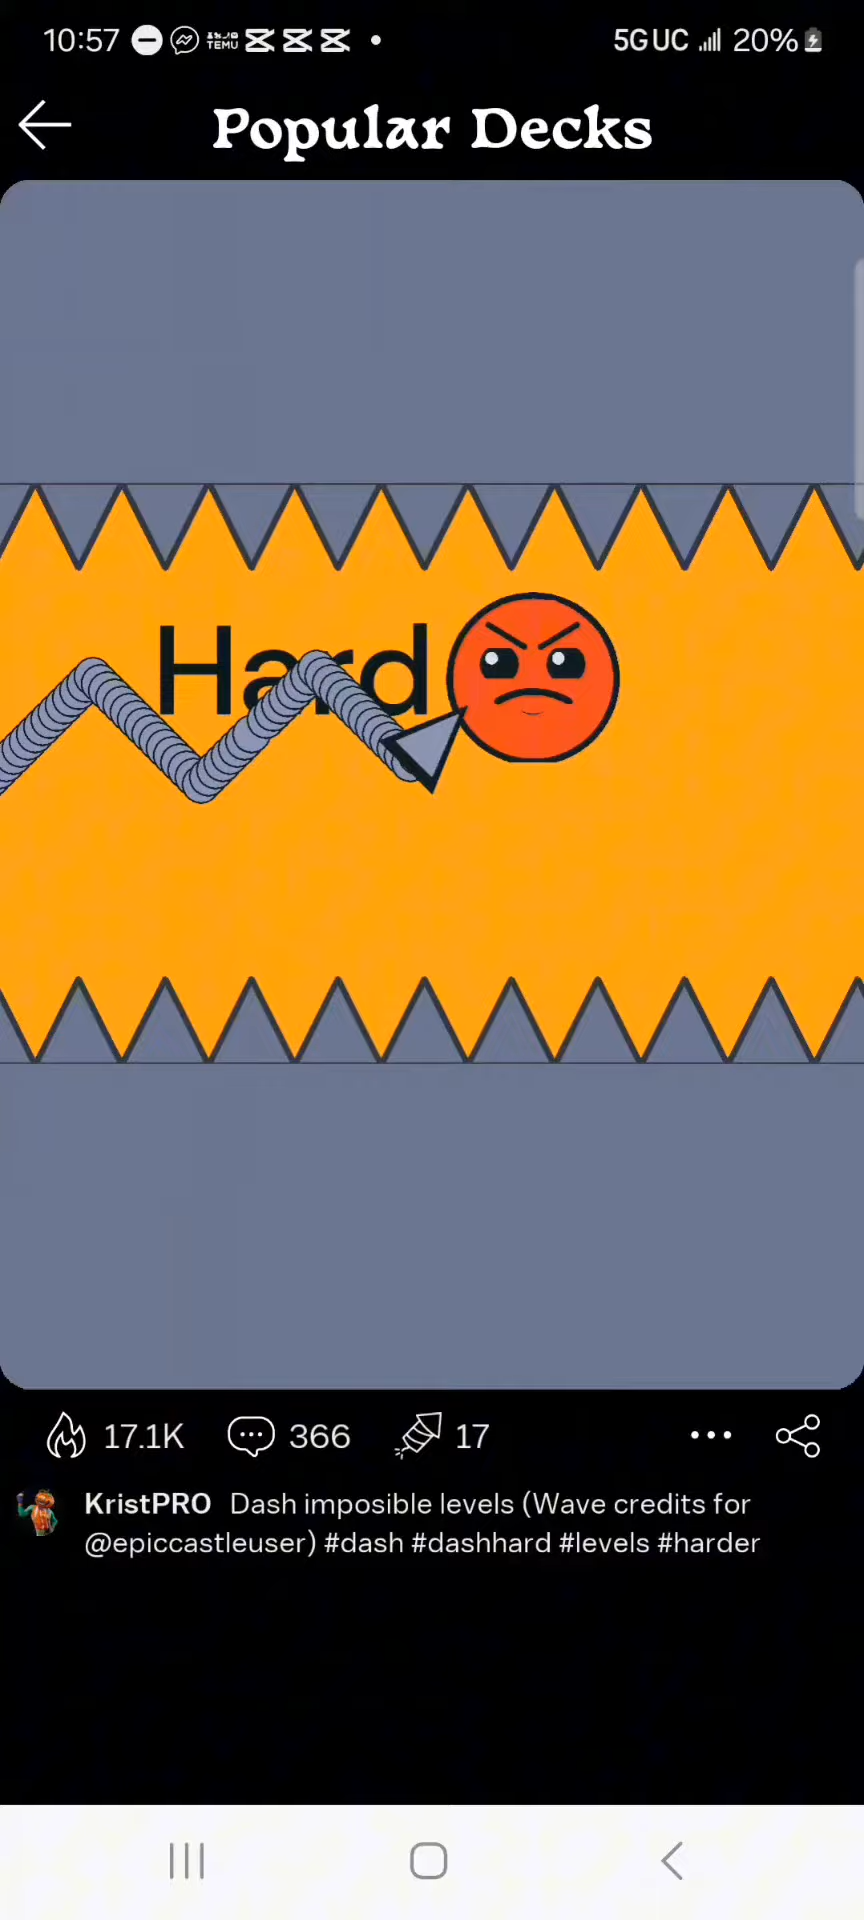 10:57 TEMU 5GUC 20%
Popular Decks
Hard
17.1K 366 17
KristPRO Dash imposible levels (Wave credits for
@epiccastleuser) #dash #dashhard #levels #harder